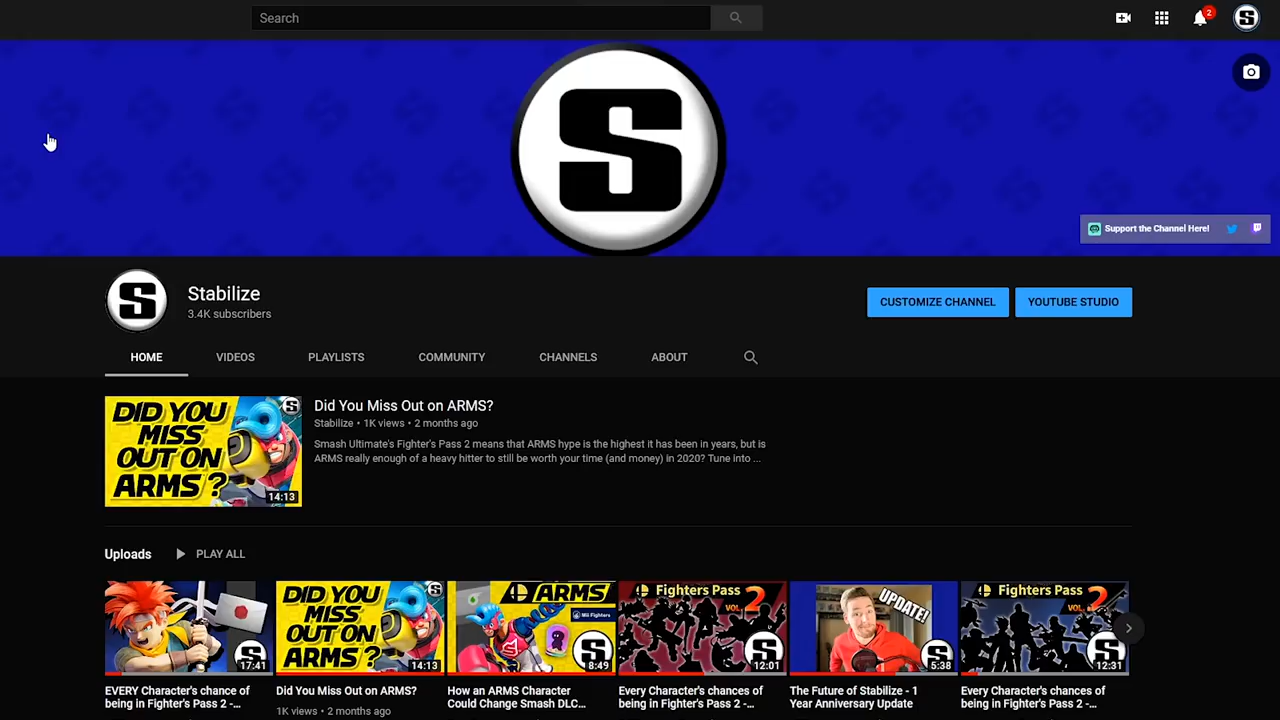 Search
2
S
Support the Channel Here!
S
Stabilize
3.4K subscribers
CUSTOMIZE CHANNEL
YOUTUBE STUDIO
HOME
VIDEOS
PLAYLISTS
COMMUNITY
CHANNELS
ABOUT
DID YOU
MISS
OUT ON
ARMS?
S
14:13
Did You Miss Out on ARMS?
Stabilize • 1K views • 2 months ago
Smash Ultimate's Fighter's Pass 2 means that ARMS hype is the highest it has been in years, but is
ARMS really enough of a heavy hitter to still be worth your time (and money) in 2020? Tune into ...
Uploads
PLAY ALL
S
17:41
EVERY Character's chance of
being in Fighter's Pass 2 -...
DID YOU
MISS
OUT ON
ARMS?
S
14:13
Did You Miss Out on ARMS?
1K views • 2 months ago
ARMS
Mii Fighters
S
8:49
How an ARMS Character
Could Change Smash DLC...
Fighters Pass
VOL. 2
S
12:01
Every Character's chances of
being in Fighter's Pass 2 -...
UPDATE!
S
5:38
The Future of Stabilize - 1
Year Anniversary Update
Fighters Pass
VOL. 2
S
12:31
Every Character's chances of
being in Fighter's Pass 2 -...